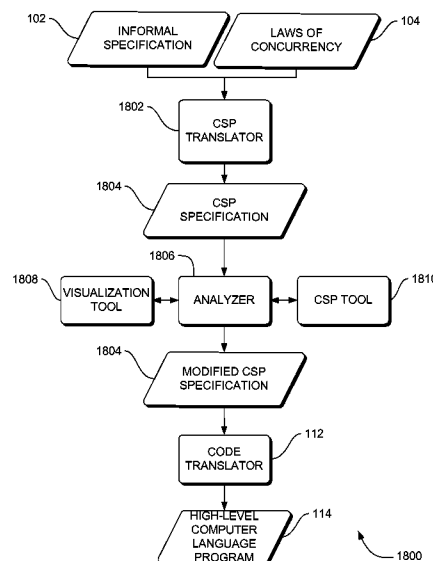 102
104
INFORMAL
SPECIFICATION
LAWS OF
CONCURRENCY
1802
CSP
TRANSLATOR
1804
CSP
SPECIFICATION
1806
1808
1810
VISUALIZATION
TOOL
ANALYZER
CSP TOOL
1804
MODIFIED CSP
SPECIFICATION
112
CODE
TRANSLATOR
114
HIGH-LEVEL
COMPUTER
LANGUAGE
PROGRAM
1800